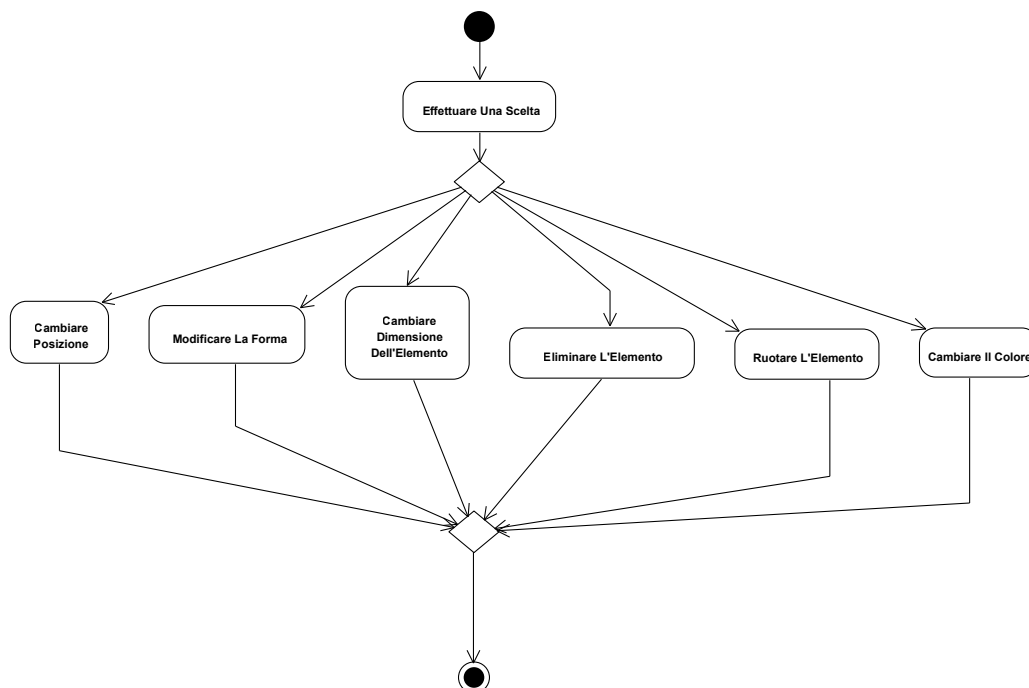 Effettuare Una Scelta
Cambiare
Posizione
Modificare La Forma
Cambiare
Dimensione
Dell'Elemento
Eliminare L'Elemento
Ruotare L'Elemento
Cambiare Il Colore